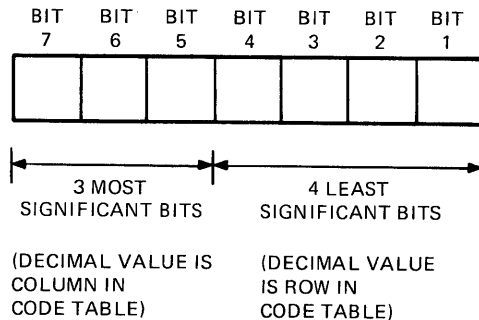 BIT BIT BIT BIT BIT BIT BIT
7 6 5 4 3 2 1
3 MOST
SIGNIFICANT BITS
4 LEAST
SIGNIFICANT BITS
(DECIMAL VALUE IS
COLUMN IN
CODE TABLE)
(DECIMAL VALUE
IS ROW IN
CODE TABLE)